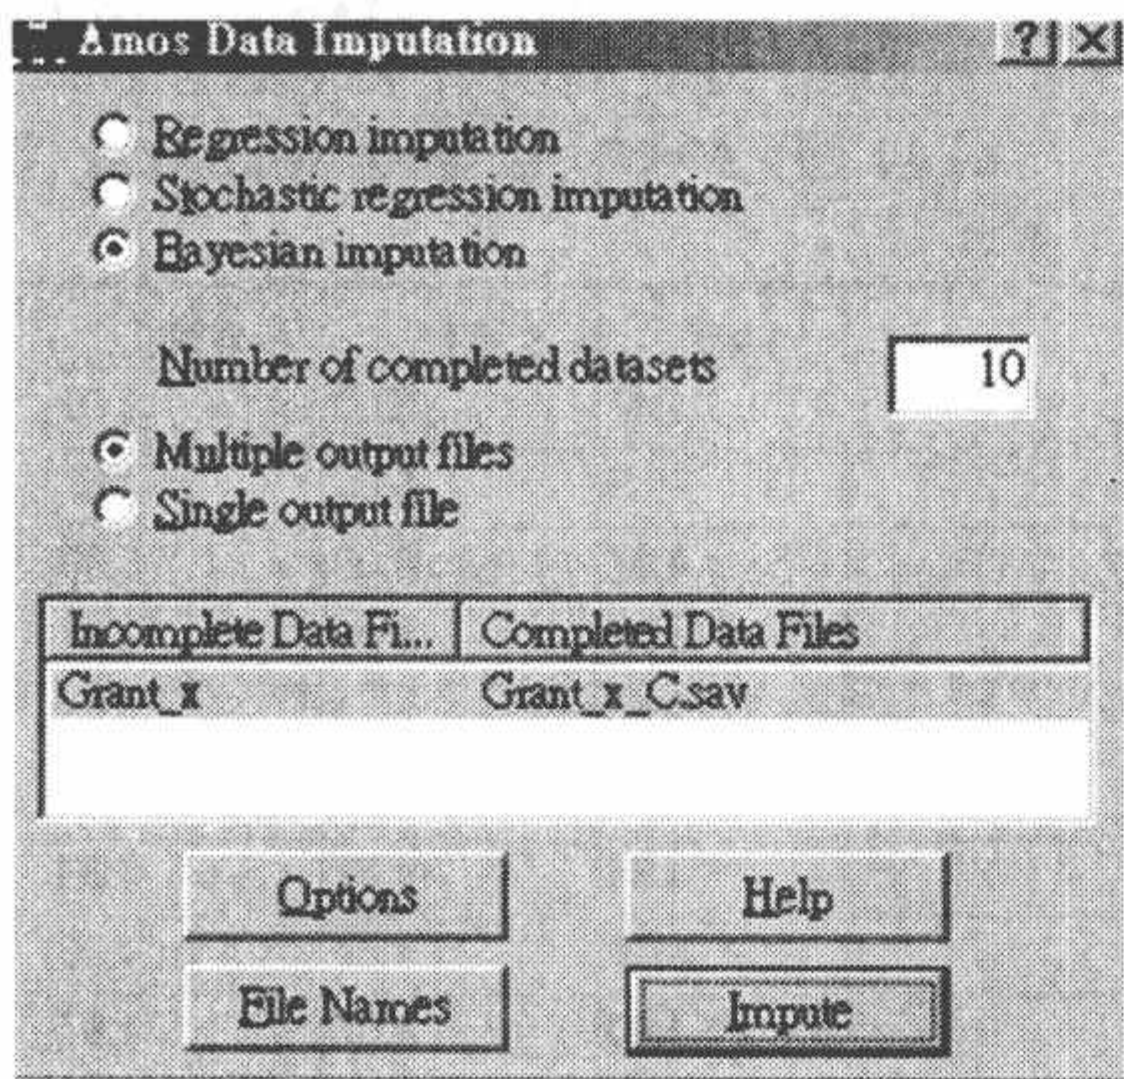 Amos Data Imputation
Regression imputation
Stochastic regression imputation
Bayesian imputation
Number of completed datasets 10
Multiple output files
Single output file
Incomplete Data Fi... Completed Data Files
Grant_x Grant_x_C.sav
Options Help
File Names Impute